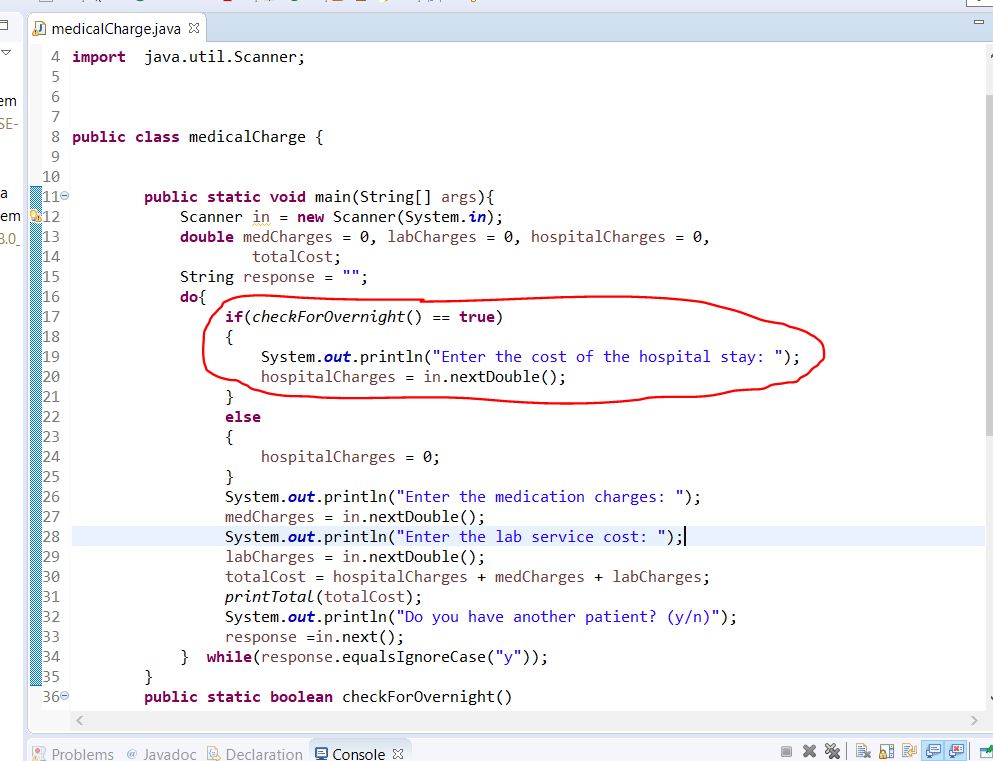 medicalCharge.java
em
SE-
a
em
8.0_
4 import java.util.Scanner;
5
6
7
8 public class medicalCharge {
9
10
11 public static void main(String[] args){
12 Scanner in = new Scanner(System.in);
13 double medCharges = 0, labCharges = 0, hospitalCharges = 0,
14 totalCost;
15 String response = "";
16 do{
17 if(checkForOvernight() == true)
18 {
19 System.out.println("Enter the cost of the hospital stay: ");
20 hospitalCharges = in.nextDouble();
21 }
22 else
23 {
24 hospitalCharges = 0;
25 }
26 System.out.println("Enter the medication charges: ");
27 medCharges = in.nextDouble();
28 System.out.println("Enter the lab service cost: ");
29 labCharges = in.nextDouble();
30 totalCost = hospitalCharges + medCharges + labCharges;
31 printTotal(totalCost);
32 System.out.println("Do you have another patient? (y/n)");
33 response =in.next();
34 } while(response.equalsIgnoreCase("y"));
35 }
36 public static boolean checkForOvernight()
Problems @ Javadoc Declaration Console